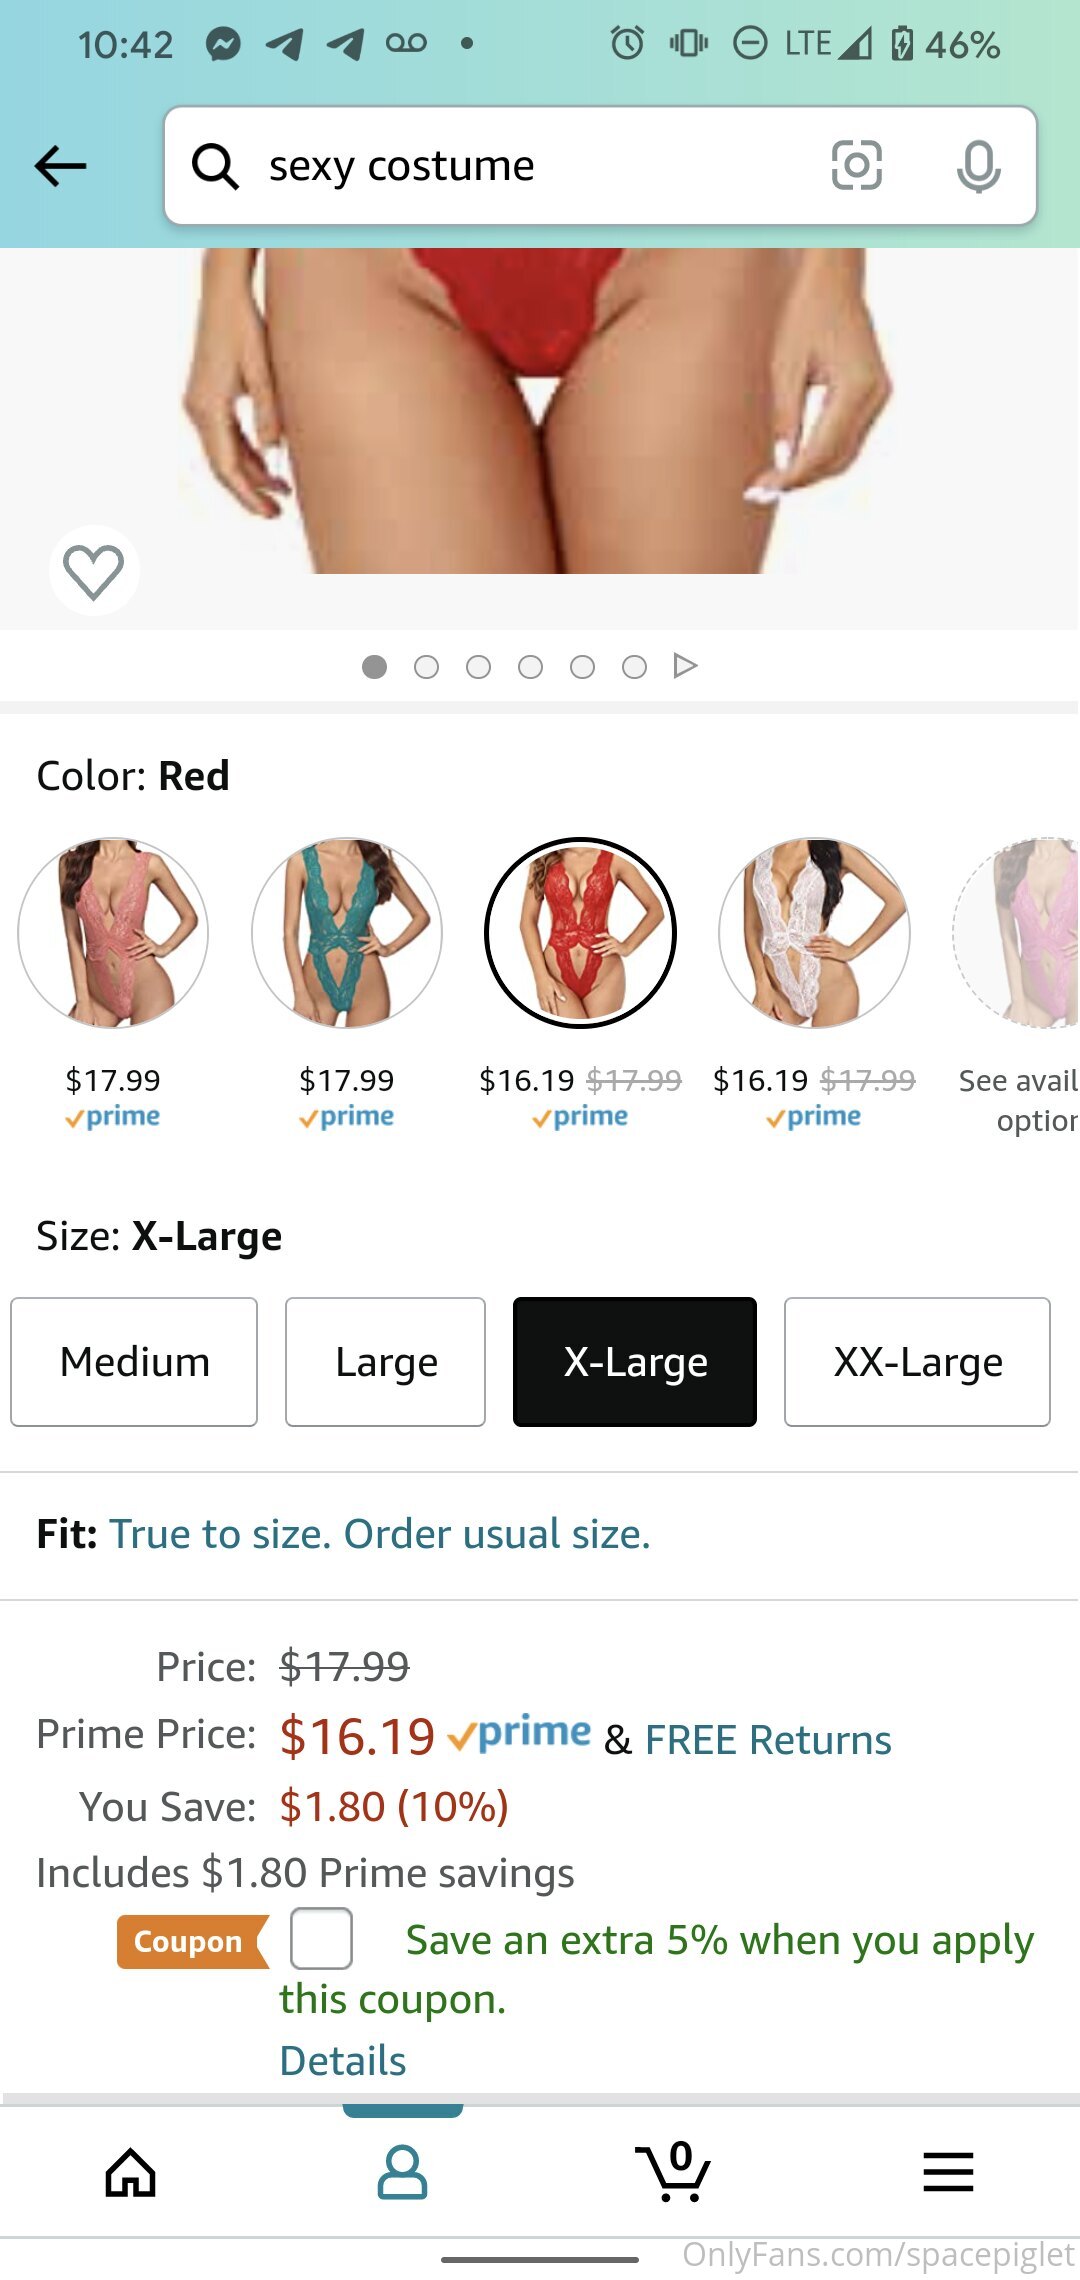 10:42 LTE 46%
sexy costume
Color: Red
$17.99 $17.99 $16.19 $17.99 $16.19 $17.99 See avail
prime prime prime prime option
Size: X-Large
Medium Large X-Large XX-Large
Fit: True to size. Order usual size.
Price: $17.99
Prime Price: $16.19 prime & FREE Returns
You Save: $1.80 (10%)
Includes $1.80 Prime savings
Coupon Save an extra 5% when you apply
this coupon.
Details
0
OnlyFans.com/spacepiglet